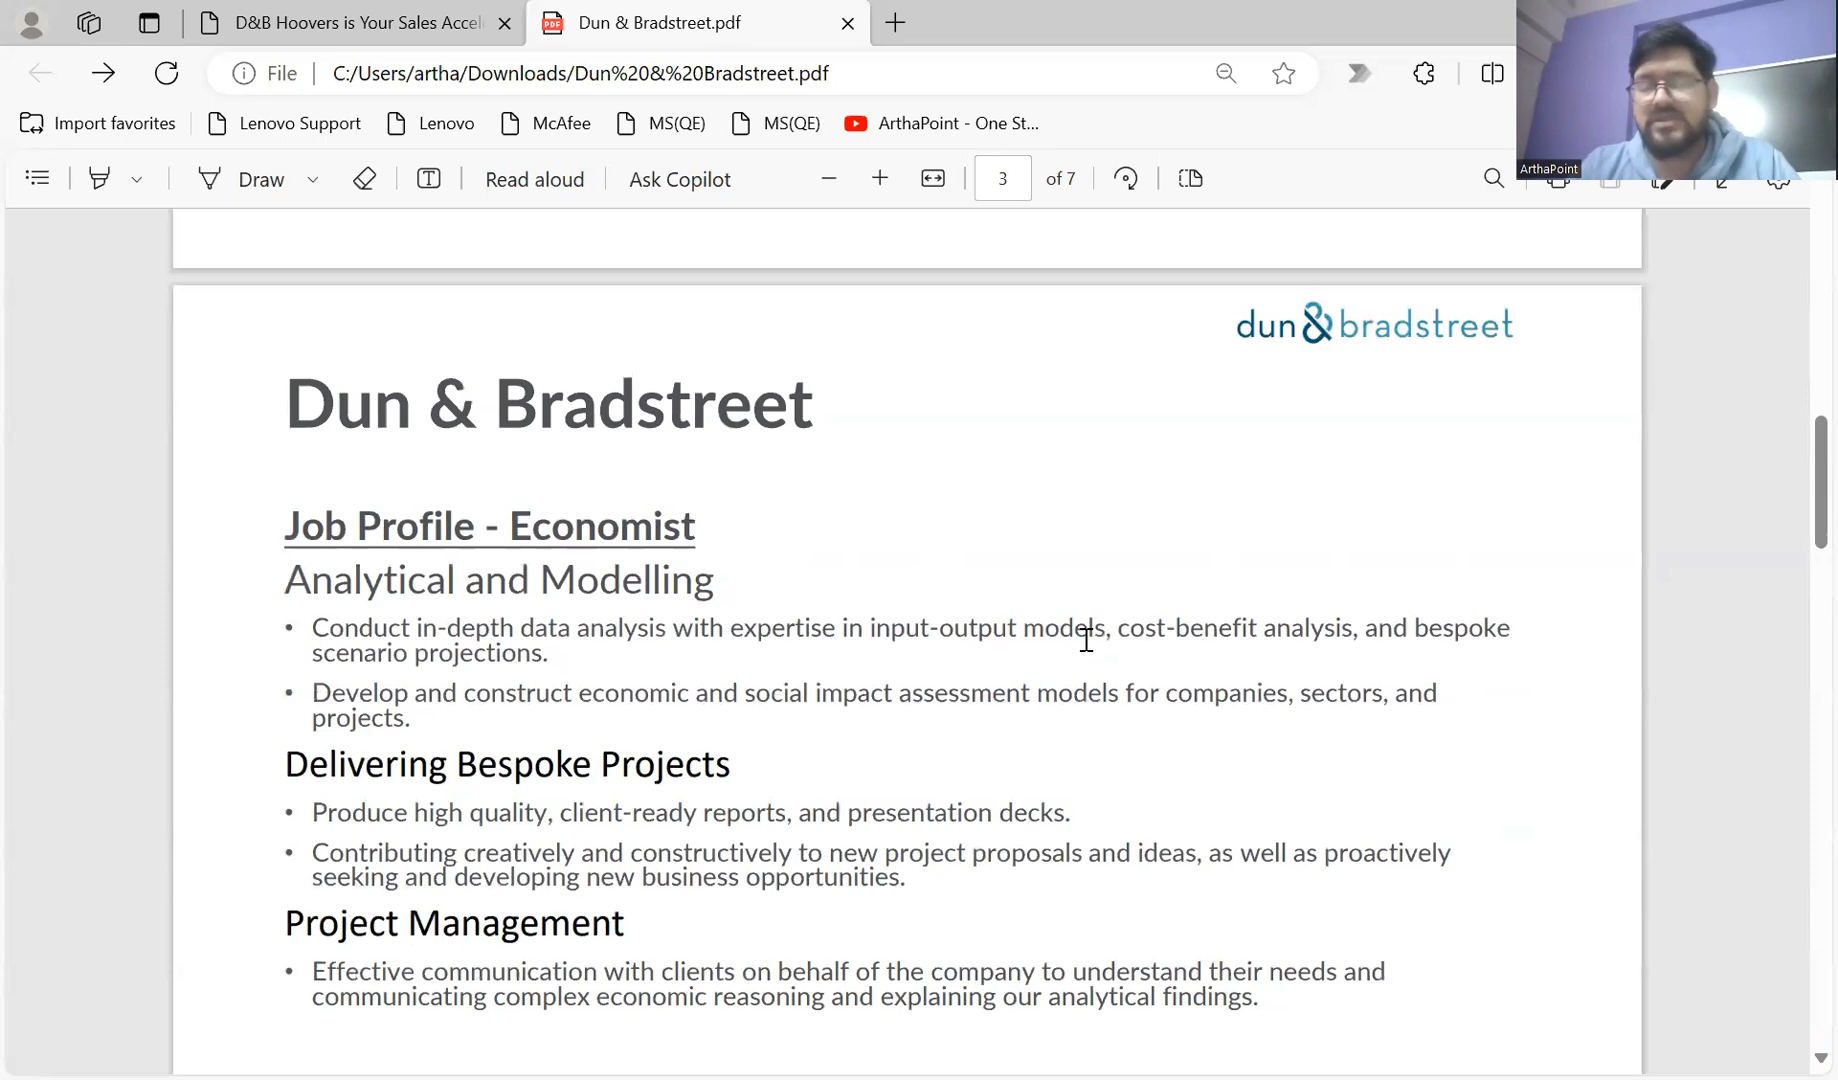 D&B Hoovers is Your Sales Accel
Dun & Bradstreet.pdf
File
C:/Users/artha/Downloads/Dun%20&%20Bradstreet.pdf
Import favorites
Lenovo Support
Lenovo
McAfee
MS(QE)
MS(QE)
ArthaPoint - One St...
ArthaPoint
Draw
Read aloud
Ask Copilot
3
of 7
dun & bradstreet
Dun & Bradstreet
Job Profile - Economist
Analytical and Modelling
• Conduct in-depth data analysis with expertise in input-output models, cost-benefit analysis, and bespoke
scenario projections.
• Develop and construct economic and social impact assessment models for companies, sectors, and
projects.
Delivering Bespoke Projects
• Produce high quality, client-ready reports, and presentation decks.
• Contributing creatively and constructively to new project proposals and ideas, as well as proactively
seeking and developing new business opportunities.
Project Management
• Effective communication with clients on behalf of the company to understand their needs and
communicating complex economic reasoning and explaining our analytical findings.